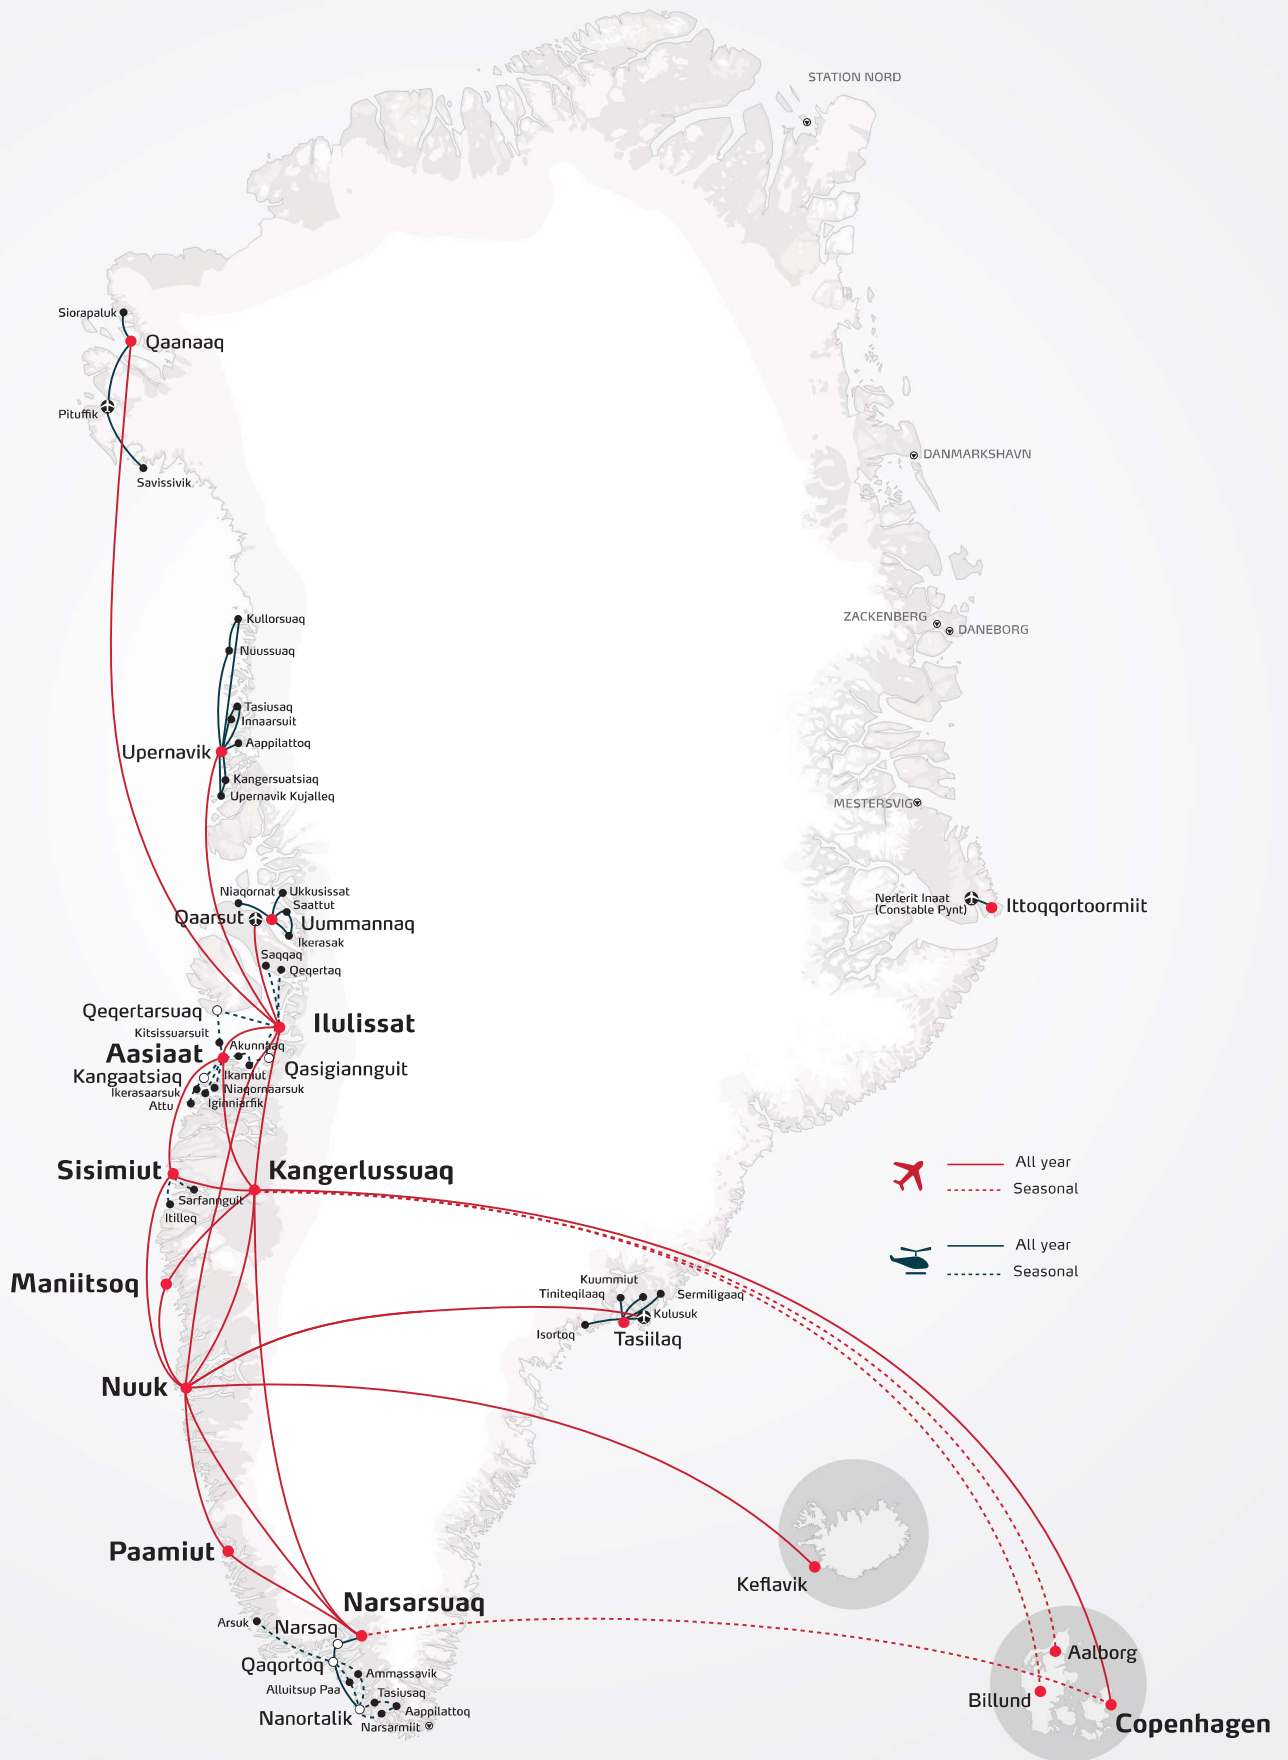 STATION NORD
Siorapaluk
Qaanaaq
Pituffik
DANMARKSHAVN
Savissivik
Kullorsuaq
ZACKENBERG
DANEBORG
Nuussuaq
Tasiusaq
Innaarsuit
Aappilattoq
Upernavik
Kangersuatsiaq
Upernavik Kujalleq
MESTERSVIG
Niaqornat
Ukkusissat
Saattut
Qaarsut
Uummannaq
Ikerasak
Nerlerit Inaat
(Constable Pynt)
Ittoqqortoormiit
Saqqaq
Qeqertaq
Qeqertarsuaq
Ilulissat
Kitsissuarsuit
Akunnaaq
Aasiaat
Qasigiannguit
Ikamiut
Kangaatsiaq
Niaqornaarsuk
Ikerasaarsuk
Iginniarfik
Attu
Sisimiut
Kangerlussuaq
Sarfannguit
Itilleq
All year
Seasonal
All year
Seasonal
Maniitsoq
Kuummiut
Tiniteqilaaq
Sermiligaaq
Kulusuk
Isortoq
Tasiilaq
Nuuk
Paamiut
Keflavik
Narsarsuaq
Arsuk
Narsaq
Qaqortoq
Ammassavik
Alluitsup Paa
Tasiusaq
Aappilattoq
Nanortalik
Narsarmiit
Aalborg
Billund
Copenhagen